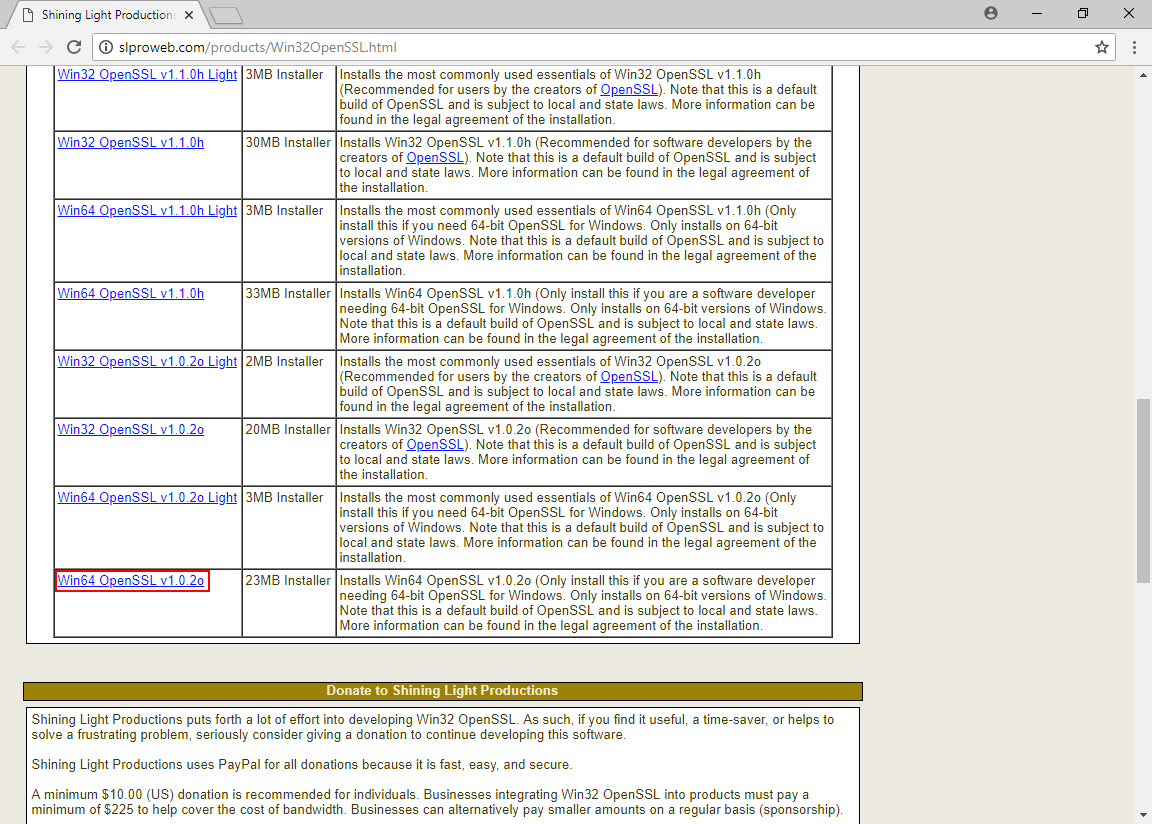 Shining Light Productions
slproweb.com/products/Win32OpenSSL.html
Win32 OpenSSL v1.1.0h Light
3MB Installer
Installs the most commonly used essentials of Win32 OpenSSL v1.1.0h
(Recommended for users by the creators of OpenSSL). Note that this is a default
build of OpenSSL and is subject to local and state laws. More information can be
found in the legal agreement of the installation.
Win32 OpenSSL v1.1.0h
30MB Installer
Installs Win32 OpenSSL v1.1.0h (Recommended for software developers by the
creators of OpenSSL). Note that this is a default build of OpenSSL and is subject
to local and state laws. More information can be found in the legal agreement of
the installation.
Win64 OpenSSL v1.1.0h Light
3MB Installer
Installs the most commonly used essentials of Win64 OpenSSL v1.1.0h (Only
install this if you need 64-bit OpenSSL for Windows. Only installs on 64-bit
versions of Windows. Note that this is a default build of OpenSSL and is subject to
local and state laws. More information can be found in the legal agreement of the
installation.
Win64 OpenSSL v1.1.0h
33MB Installer
Installs Win64 OpenSSL v1.1.0h (Only install this if you are a software developer
needing 64-bit OpenSSL for Windows. Only installs on 64-bit versions of Windows.
Note that this is a default build of OpenSSL and is subject to local and state laws.
More information can be found in the legal agreement of the installation.
Win32 OpenSSL v1.0.2o Light
2MB Installer
Installs the most commonly used essentials of Win32 OpenSSL v1.0.2o
(Recommended for users by the creators of OpenSSL). Note that this is a default
build of OpenSSL and is subject to local and state laws. More information can be
found in the legal agreement of the installation.
Win32 OpenSSL v1.0.2o
20MB Installer
Installs Win32 OpenSSL v1.0.2o (Recommended for software developers by the
creators of OpenSSL). Note that this is a default build of OpenSSL and is subject
to local and state laws. More information can be found in the legal agreement of
the installation.
Win64 OpenSSL v1.0.2o Light
3MB Installer
Installs the most commonly used essentials of Win64 OpenSSL v1.0.2o (Only
install this if you need 64-bit OpenSSL for Windows. Only installs on 64-bit
versions of Windows. Note that this is a default build of OpenSSL and is subject to
local and state laws. More information can be found in the legal agreement of the
installation.
Win64 OpenSSL v1.0.2o
23MB Installer
Installs Win64 OpenSSL v1.0.2o (Only install this if you are a software developer
needing 64-bit OpenSSL for Windows. Only installs on 64-bit versions of Windows.
Note that this is a default build of OpenSSL and is subject to local and state laws.
More information can be found in the legal agreement of the installation.
Donate to Shining Light Productions
Shining Light Productions puts forth a lot of effort into developing Win32 OpenSSL. As such, if you find it useful, a time-saver, or helps to
solve a frustrating problem, seriously consider giving a donation to continue developing this software.
Shining Light Productions uses PayPal for all donations because it is fast, easy, and secure.
A minimum $10.00 (US) donation is recommended for individuals. Businesses integrating Win32 OpenSSL into products must pay a
minimum of $225 to help cover the cost of bandwidth. Businesses can alternatively pay smaller amounts on a regular basis (sponsorship).